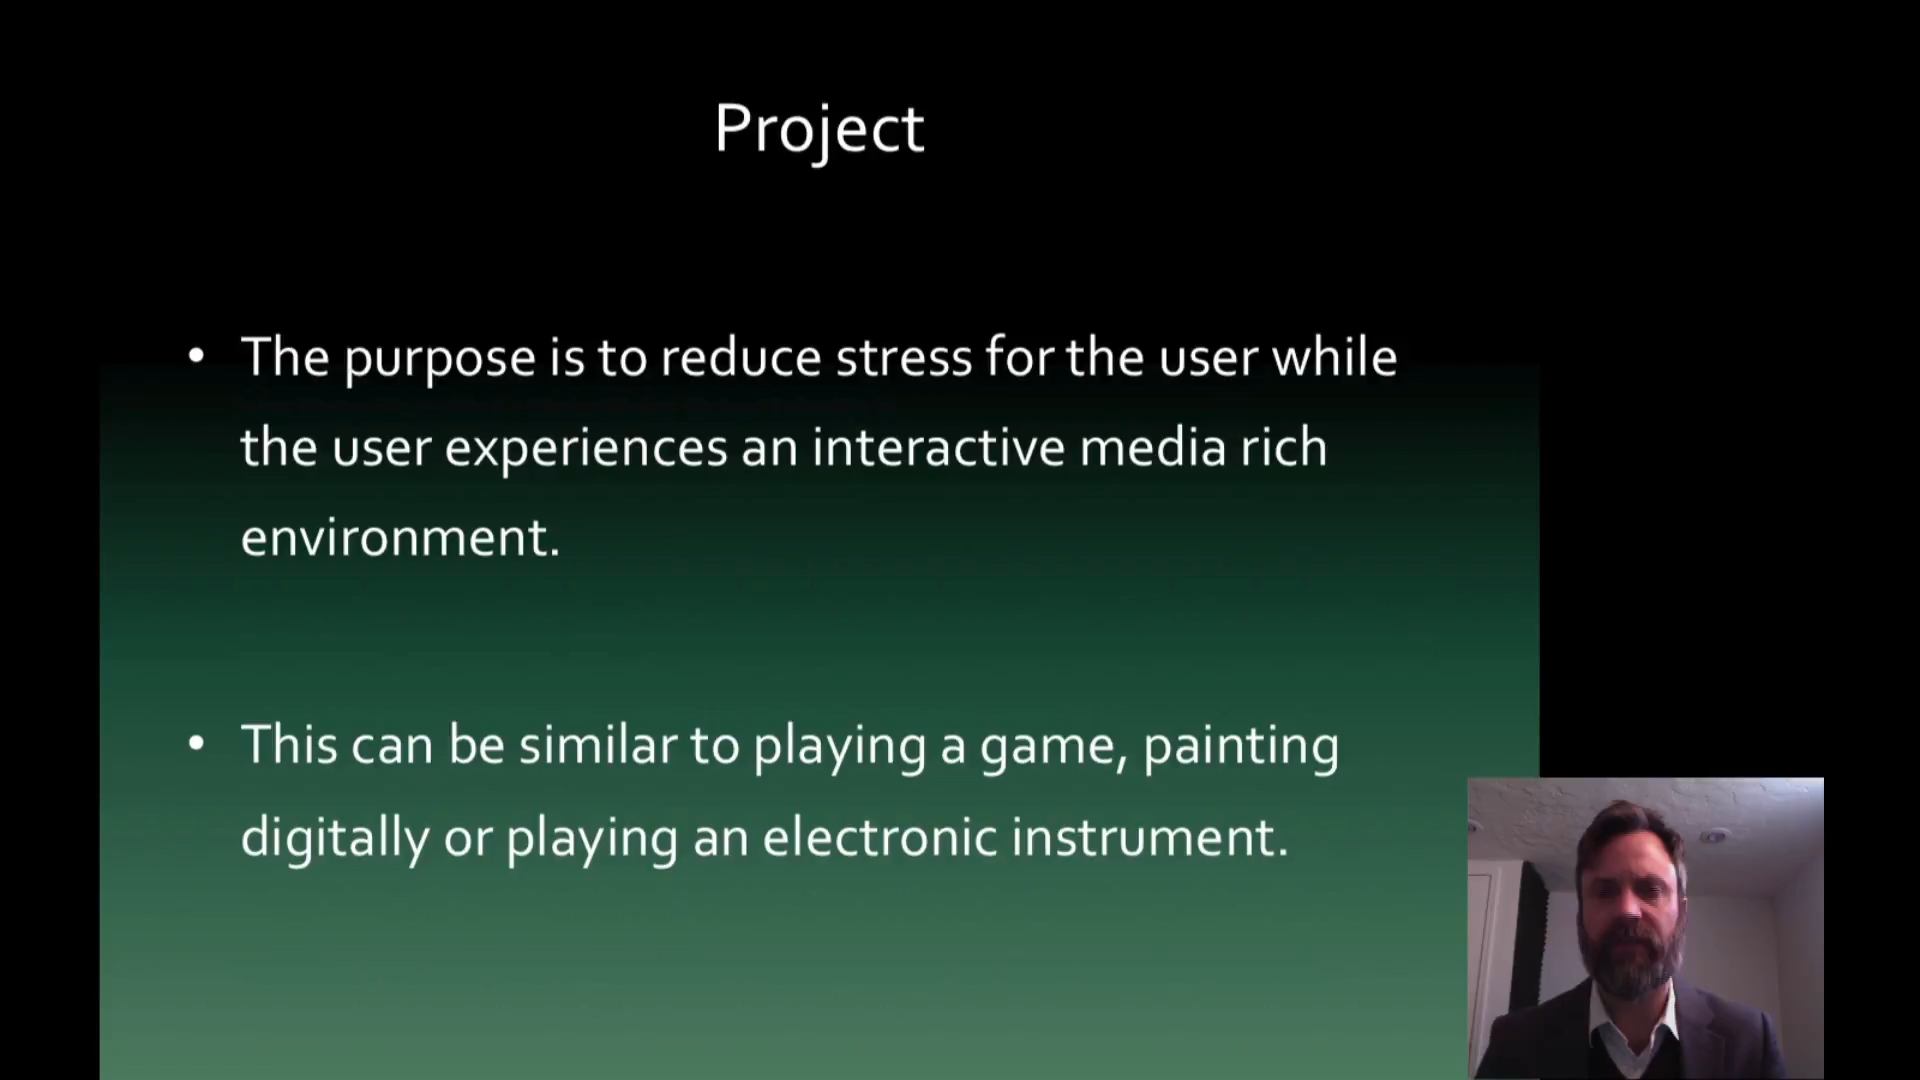 Project
• The purpose is to reduce stress for the user while
the user experiences an interactive media rich
environment.
• This can be similar to playing a game, painting
digitally or playing an electronic instrument.